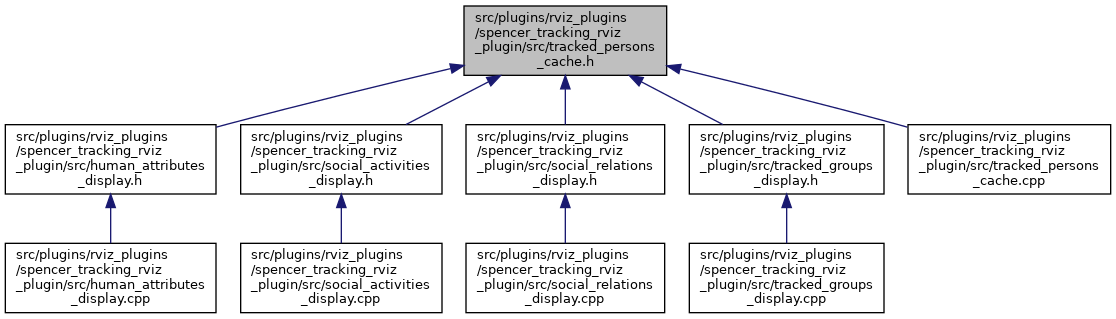 src/plugins/rviz_plugins
/spencer_tracking_rviz
_plugin/src/tracked_persons
_cache.h
src/plugins/rviz_plugins
/spencer_tracking_rviz
_plugin/src/human_attributes
_display.h
src/plugins/rviz_plugins
/spencer_tracking_rviz
_plugin/src/social_activities
_display.h
src/plugins/rviz_plugins
/spencer_tracking_rviz
_plugin/src/social_relations
_display.h
src/plugins/rviz_plugins
/spencer_tracking_rviz
_plugin/src/tracked_groups
_display.h
src/plugins/rviz_plugins
/spencer_tracking_rviz
_plugin/src/tracked_persons
_cache.cpp
src/plugins/rviz_plugins
/spencer_tracking_rviz
_plugin/src/human_attributes
_display.cpp
src/plugins/rviz_plugins
/spencer_tracking_rviz
_plugin/src/social_activities
_display.cpp
src/plugins/rviz_plugins
/spencer_tracking_rviz
_plugin/src/social_relations
_display.cpp
src/plugins/rviz_plugins
/spencer_tracking_rviz
_plugin/src/tracked_groups
_display.cpp